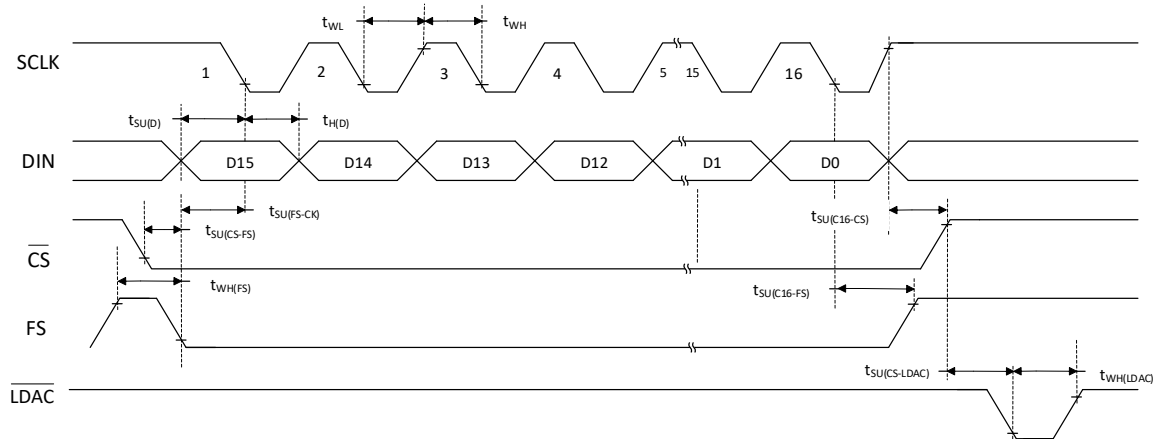 tWL
tWH
SCLK
1
2
3
4
5
15
16
tSU(D)
tH(D)
DIN
D15
D14
D13
D12
D1
D0
tSU(FS-CK)
tSU(C16-CS)
tSU(CS-FS)
CS
tWH(FS)
tSU(C16-FS)
FS
tSU(CS-LDAC)
tWH(LDAC)
LDAC